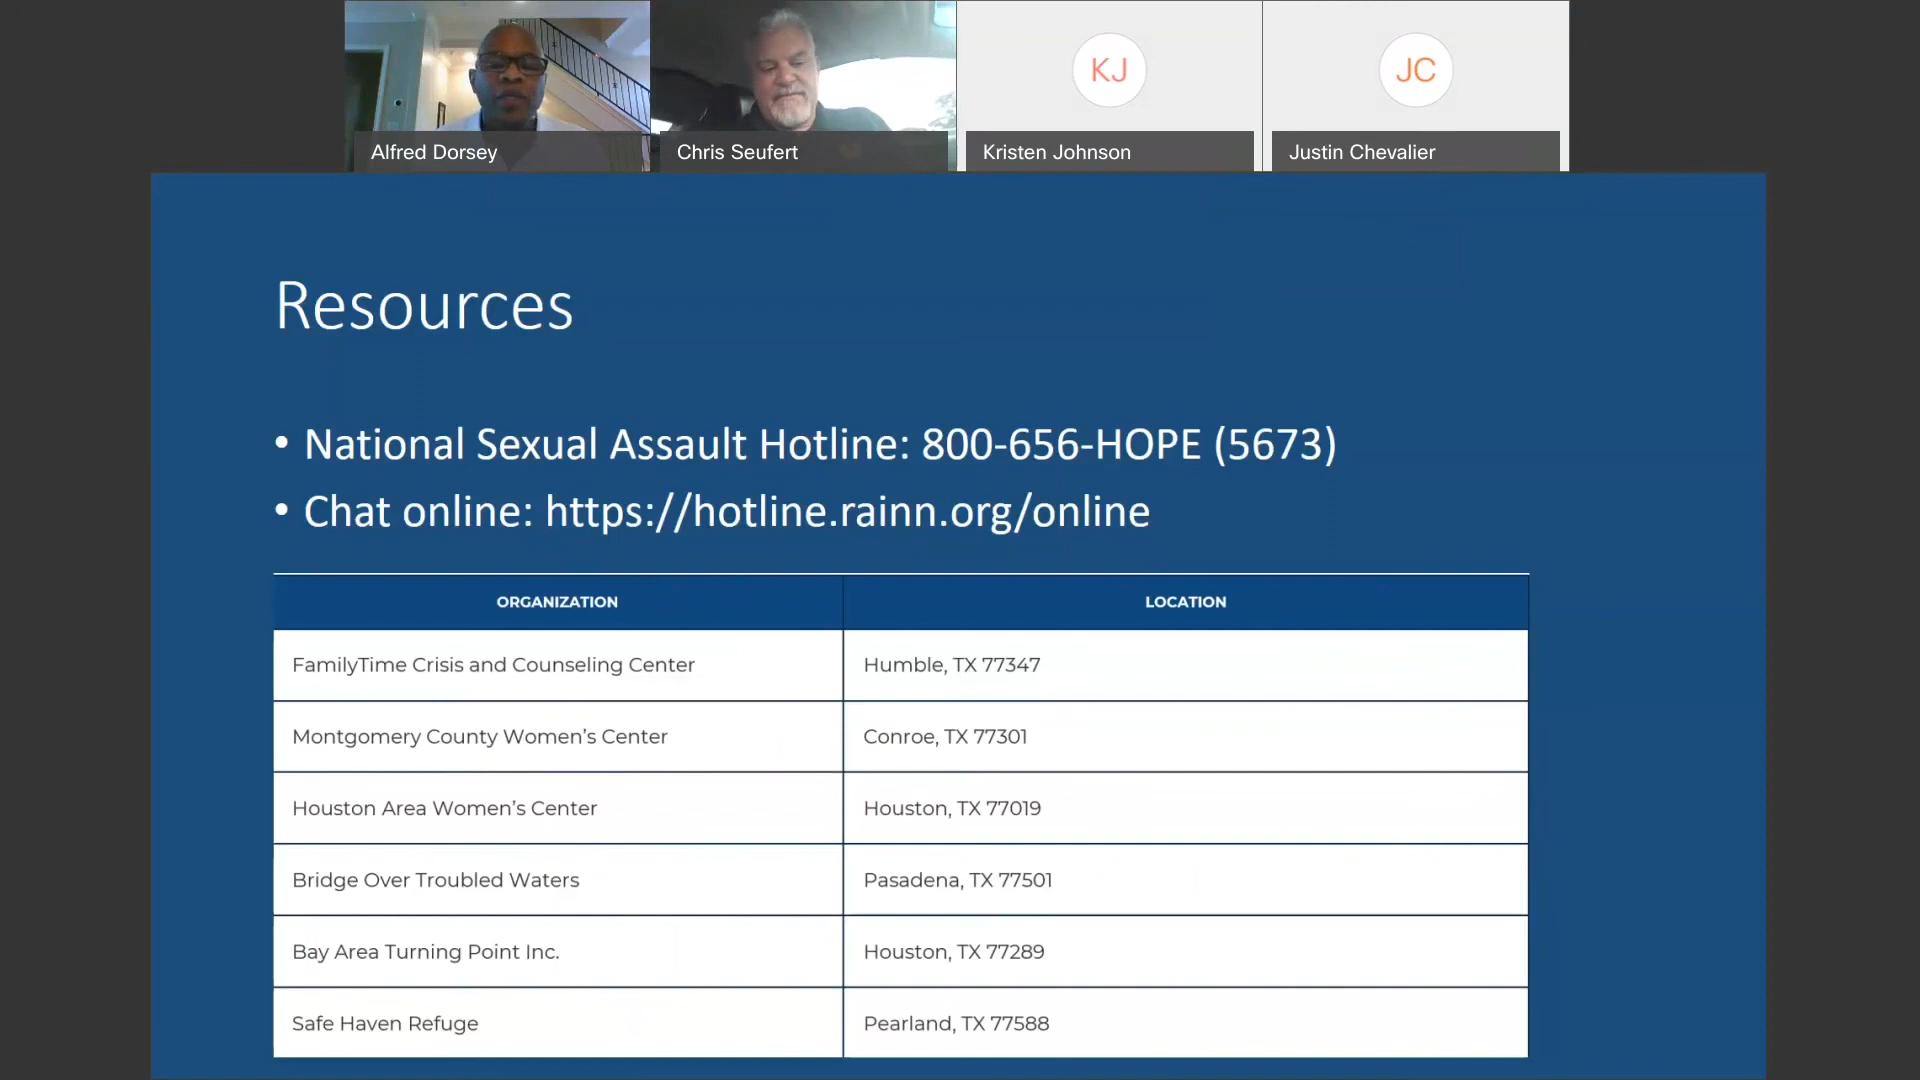 KJ
JC
Alfred Dorsey
Chris Seufert
Kristen Johnson
Justin Chevalier
Resources
• National Sexual Assault Hotline: 800-656-HOPE (5673)
• Chat online: https://hotline.rainn.org/online
ORGANIZATION LOCATION
FamilyTime Crisis and Counseling Center Humble, TX 77347
Montgomery County Women’s Center Conroe, TX 77301
Houston Area Women’s Center Houston, TX 77019
Bridge Over Troubled Waters Pasadena, TX 77501
Bay Area Turning Point Inc. Houston, TX 77289
Safe Haven Refuge Pearland, TX 77588